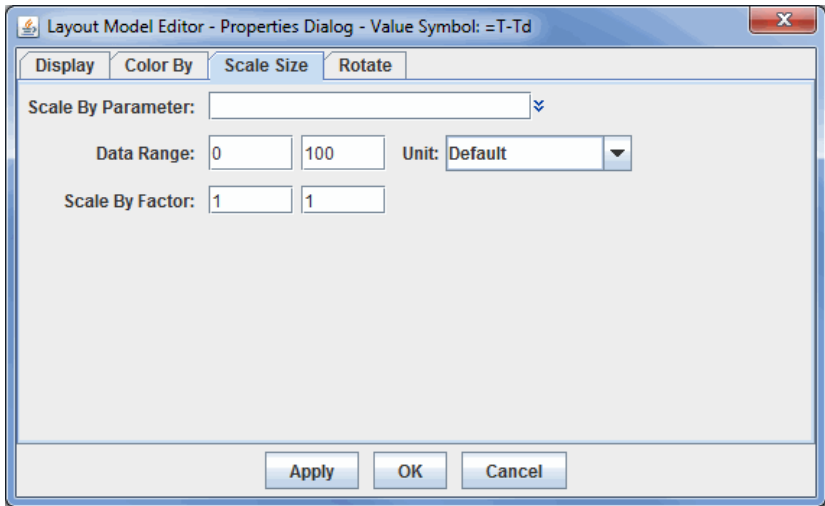 Layout Model Editor - Properties Dialog - Value Symbol: =T-Td
Display Color By Scale Size Rotate
Scale By Parameter:
Data Range: 0 100 Unit: Default
Scale By Factor: 1 1
Apply OK Cancel